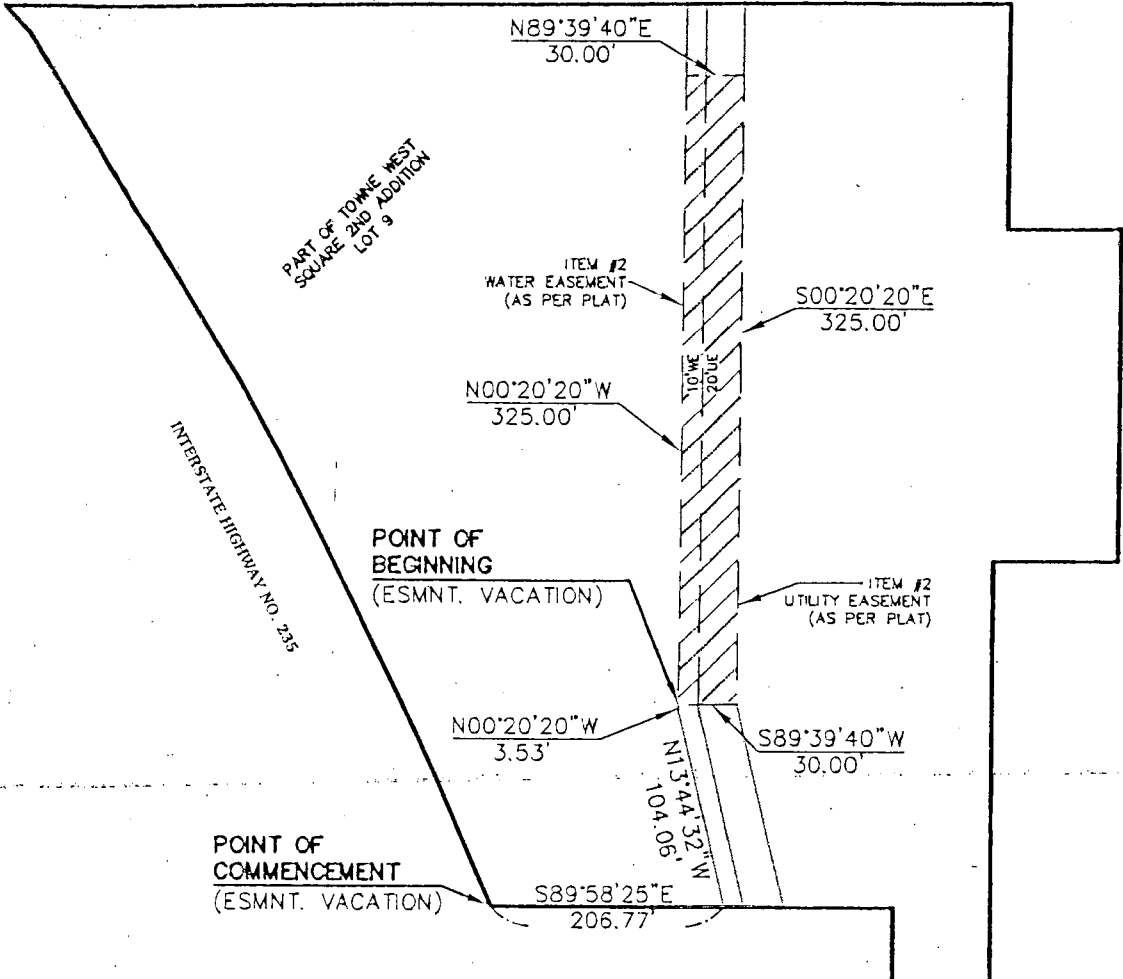 N89°39'40"E
30.00'
PART OF TOWNE WEST
SQUARE 2ND ADDITION
LOT 9
ITEM #2
WATER EASEMENT
(AS PER PLAT)
S00°20'20"E
325.00'
10'WE
20'UE
N00°20'20"W
325.00'
INTERSTATE HIGHWAY NO. 235
POINT OF
BEGINNING
(ESMNT. VACATION)
ITEM #2
UTILITY EASEMENT
(AS PER PLAT)
N00°20'20"W
3.53'
S89°39'40"W
30.00'
N13°44'32"W
104.06'
POINT OF
COMMENCEMENT
(ESMNT. VACATION)
S89°58'25"E
206.77'